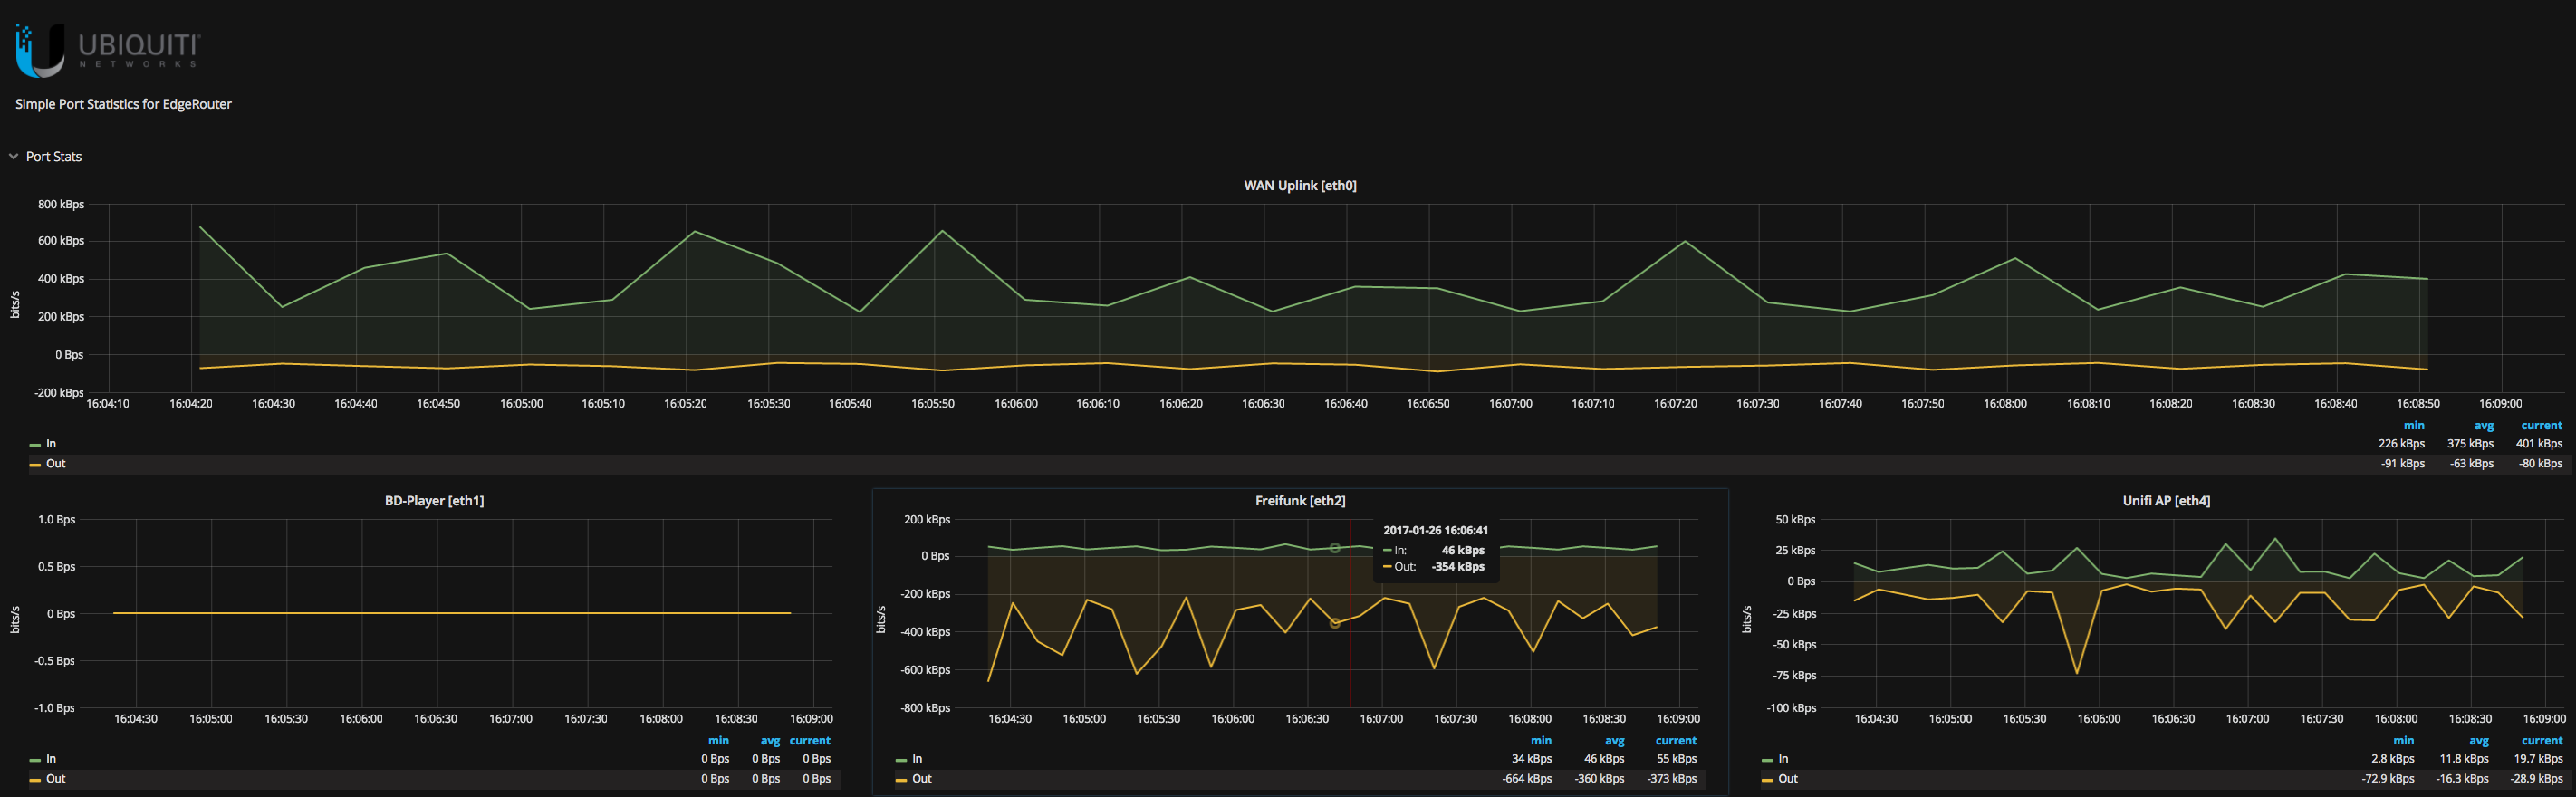 UBIQUITI
NETWORKS
Simple Port Statistics for EdgeRouter
Port Stats
WAN Uplink [eth0]
bits/s
800 kBps
600 kBps
400 kBps
200 kBps
0 Bps
-200 kBps
16:04:10 16:04:20 16:04:30 16:04:40 16:04:50 16:05:00 16:05:10 16:05:20 16:05:30 16:05:40 16:05:50 16:06:00 16:06:10 16:06:20 16:06:30 16:06:40 16:06:50 16:07:00 16:07:10 16:07:20 16:07:30 16:07:40 16:07:50 16:08:00 16:08:10 16:08:20 16:08:30 16:08:40 16:08:50 16:09:00
min avg current
In 226 kBps 375 kBps 401 kBps
Out -91 kBps -63 kBps -80 kBps
BD-Player [eth1]
bits/s
1.0 Bps
0.5 Bps
0 Bps
-0.5 Bps
-1.0 Bps
16:04:30 16:05:00 16:05:30 16:06:00 16:06:30 16:07:00 16:07:30 16:08:00 16:08:30 16:09:00
min avg current
In 0 Bps 0 Bps 0 Bps
Out 0 Bps 0 Bps 0 Bps
Freifunk [eth2]
bits/s
200 kBps
0 Bps
-200 kBps
-400 kBps
-600 kBps
-800 kBps
2017-01-26 16:06:41
In: 46 kBps
Out: -354 kBps
16:04:30 16:05:00 16:05:30 16:06:00 16:06:30 16:07:00 16:07:30 16:08:00 16:08:30 16:09:00
min avg current
In 34 kBps 46 kBps 55 kBps
Out -664 kBps -360 kBps -373 kBps
Unifi AP [eth4]
bits/s
50 kBps
25 kBps
0 Bps
-25 kBps
-50 kBps
-75 kBps
-100 kBps
16:04:30 16:05:00 16:05:30 16:06:00 16:06:30 16:07:00 16:07:30 16:08:00 16:08:30 16:09:00
min avg current
In 2.8 kBps 11.8 kBps 19.7 kBps
Out -72.9 kBps -16.3 kBps -28.9 kBps